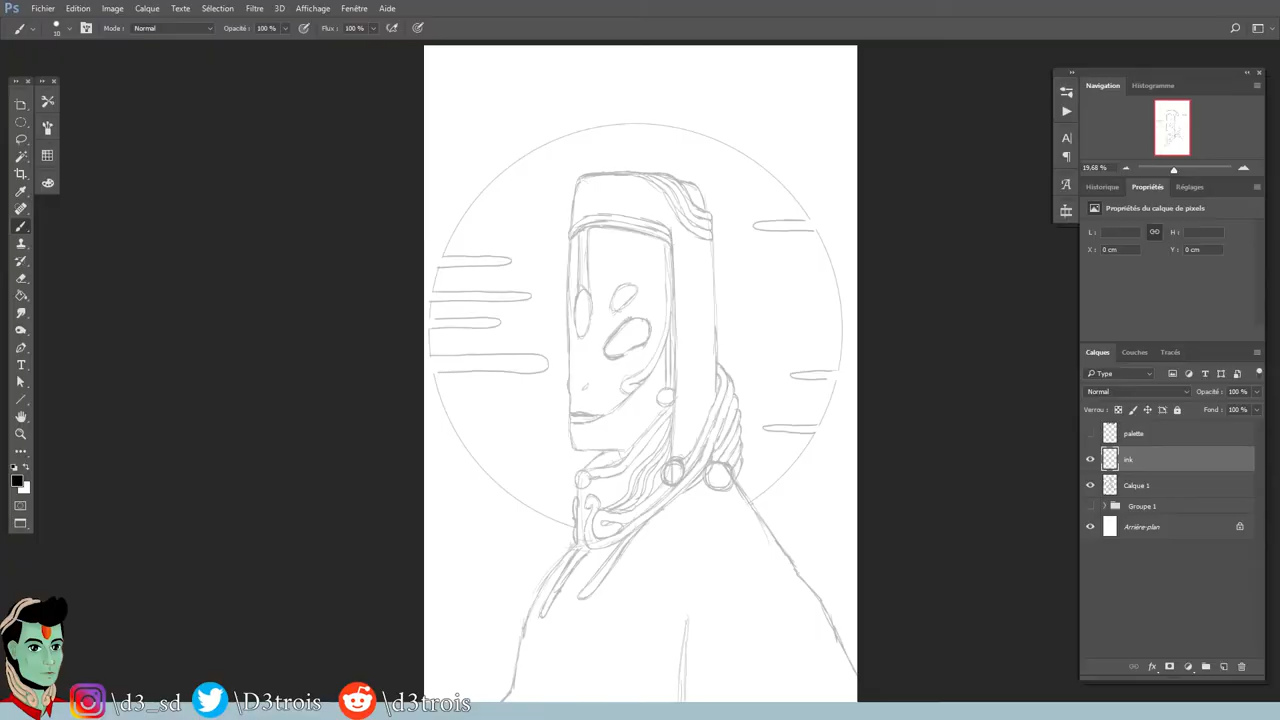 Ps Fichier Edition Image Calque Texte Sélection Filtre 3D Affichage Fenêtre Aide
10 Mode : Normal Opacité : 100 % Flux : 100 %
Navigation Histogramme
19,68 %
Historique Propriétés Réglages
Propriétés du calque de pixels
L : H :
X : 0 cm Y : 0 cm
Calques Couches Tracés
Type
Normal Opacité : 100 %
Verrou : Fond : 100 %
palette
ink
Calque 1
Groupe 1
Arrière-plan
\d3_sd \D3trois \d3trois